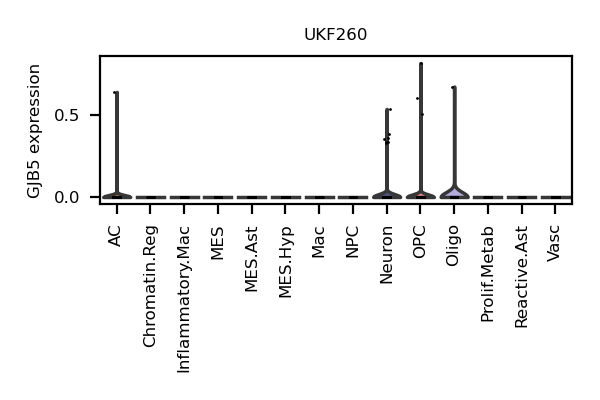 UKF260
GJB5 expression
0.5
0.0
AC
Chromatin.Reg
Inflammatory.Mac
MES
MES.Ast
MES.Hyp
Mac
NPC
Neuron
OPC
Oligo
Prolif.Metab
Reactive.Ast
Vasc